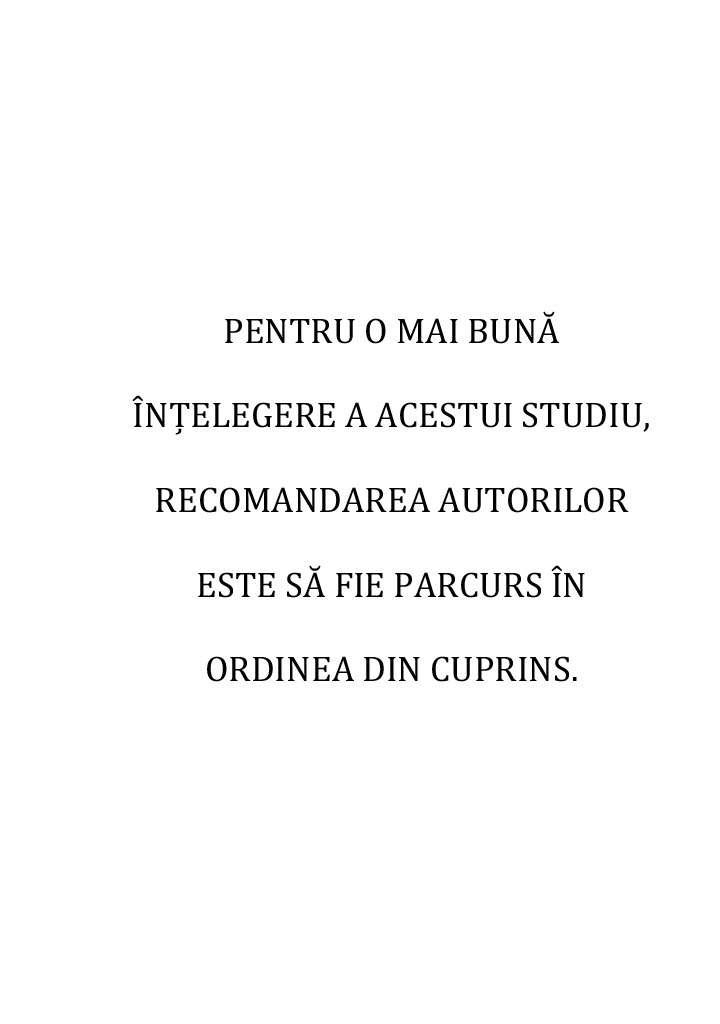 PENTRU O MAI BUNĂ
ÎNȚELEGERE A ACESTUI STUDIU,
RECOMANDAREA AUTORILOR
ESTE SĂ FIE PARCURS ÎN
ORDINEA DIN CUPRINS.